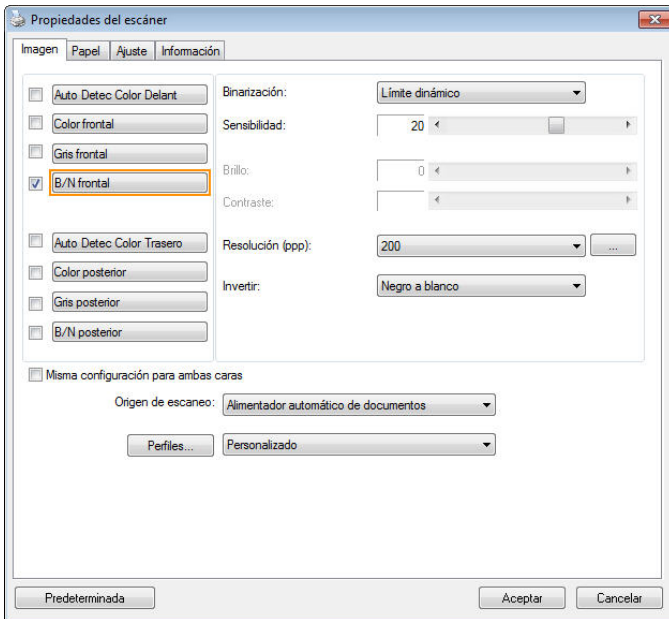 Propiedades del escáner
Imagen Papel Ajuste Información
Auto Detec Color Delant
Color frontal
Gris frontal
B/N frontal
Auto Detec Color Trasero
Color posterior
Gris posterior
B/N posterior
Binarización: Límite dinámico
Sensibilidad: 20
Brillo: 0
Contraste:
Resolución (ppp): 200 ...
Invertir: Negro a blanco
Misma configuración para ambas caras
Origen de escaneo: Alimentador automático de documentos
Perfiles... Personalizado
Predeterminada Aceptar Cancelar